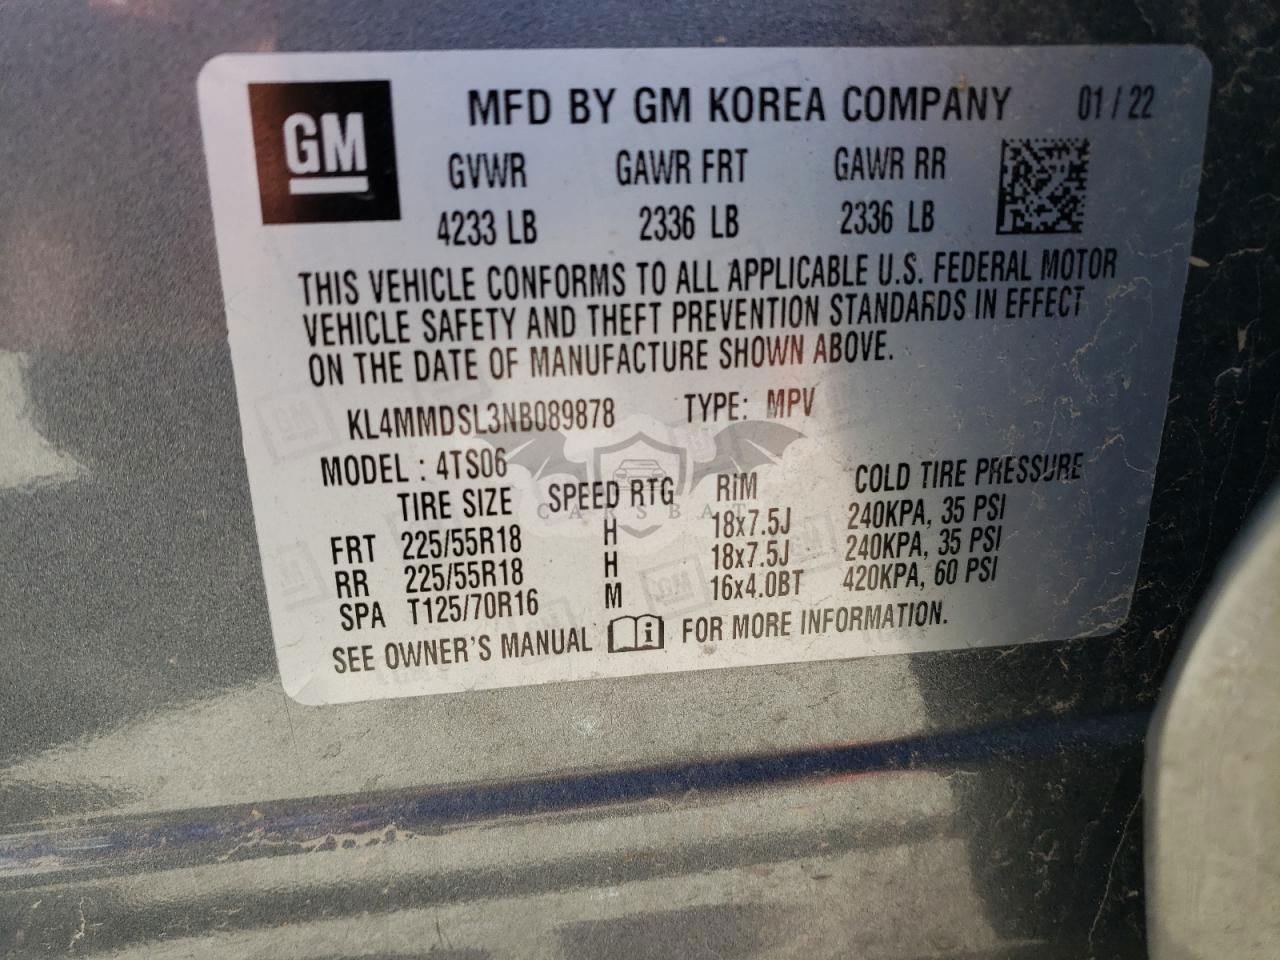 GM MFD BY GM KOREA COMPANY 01/22
GVWR GAWR FRT GAWR RR
4233 LB 2336 LB 2336 LB
THIS VEHICLE CONFORMS TO ALL APPLICABLE U.S. FEDERAL MOTOR
VEHICLE SAFETY AND THEFT PREVENTION STANDARDS IN EFFECT
ON THE DATE OF MANUFACTURE SHOWN ABOVE.
KL4MMDSL3NB089878 TYPE: MPV
MODEL : 4TS06
TIRE SIZE SPEED RTG RiM COLD TIRE PRESSURE
FRT 225/55R18 H 18x7.5J 240KPA, 35 PSI
RR 225/55R18 H 18x7.5J 240KPA, 35 PSI
SPA T125/70R16 M 16x4.0BT 420KPA, 60 PSI
SEE OWNER'S MANUAL i FOR MORE INFORMATION.
CARSBAT